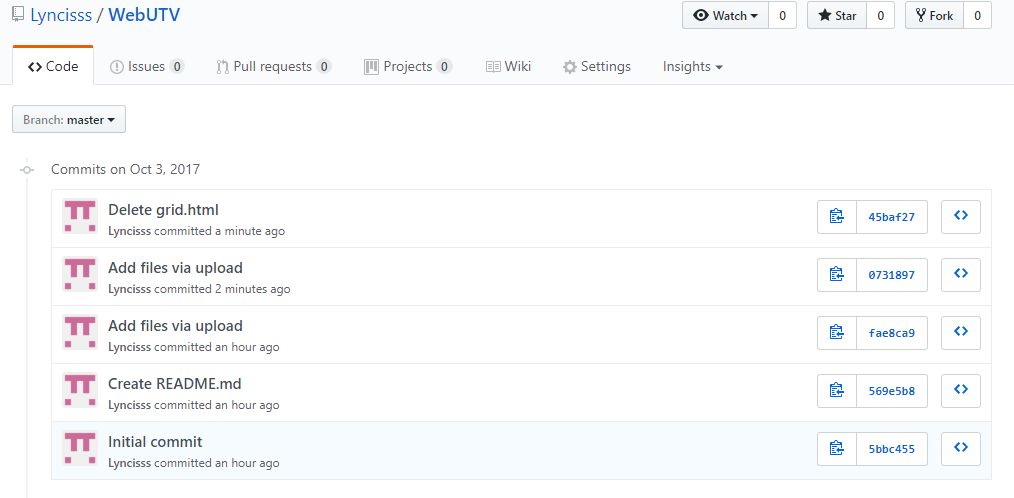 Lyncisss / WebUTV Watch 0 Star 0 Fork 0
Code Issues 0 Pull requests 0 Projects 0 Wiki Settings Insights
Branch: master
Commits on Oct 3, 2017
Delete grid.html
Lyncisss committed a minute ago
45baf27
Add files via upload
Lyncisss committed 2 minutes ago
0731897
Add files via upload
Lyncisss committed an hour ago
fae8ca9
Create README.md
Lyncisss committed an hour ago
569e5b8
Initial commit
Lyncisss committed an hour ago
5bbc455